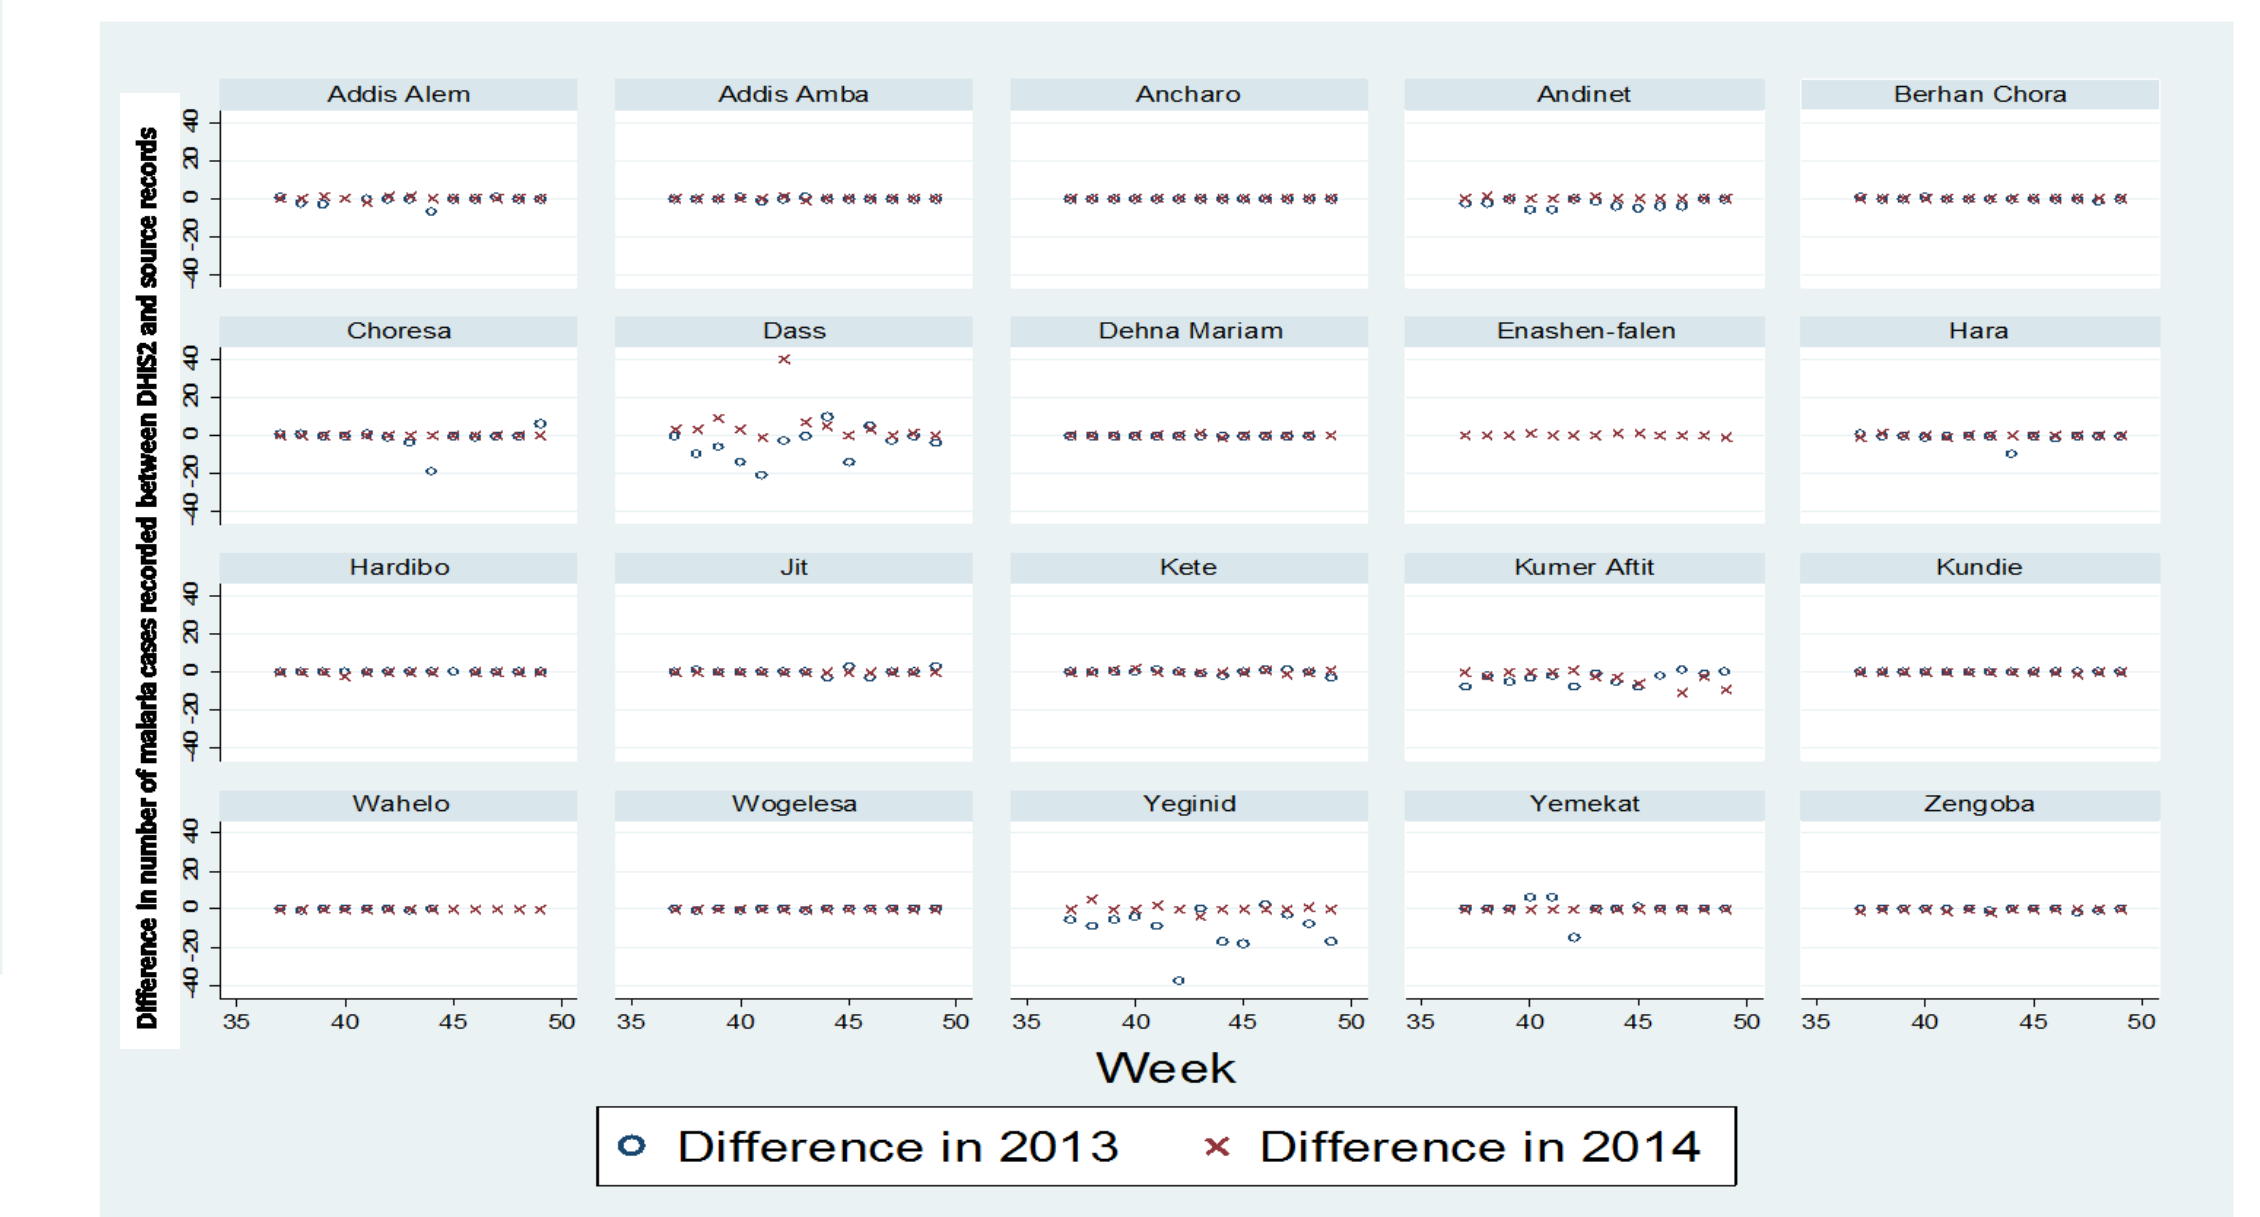 Difference in number of malaria cases recorded between DHIS2 and source records
Addis Alem Addis Amba Ancharo Andinet Berhan Chora
40
20
0
-20
-40
Choresa Dass Dehna Mariam Enashen-falen Hara
40
20
0
-20
-40
Hardibo Jit Kete Kumer Aftit Kundie
40
20
0
-20
-40
Wahelo Wogelesa Yeginid Yemekat Zengoba
40
20
0
-20
-40
35 40 45 50 35 40 45 50 35 40 45 50 35 40 45 50 35 40 45 50
Week
Difference in 2013 Difference in 2014